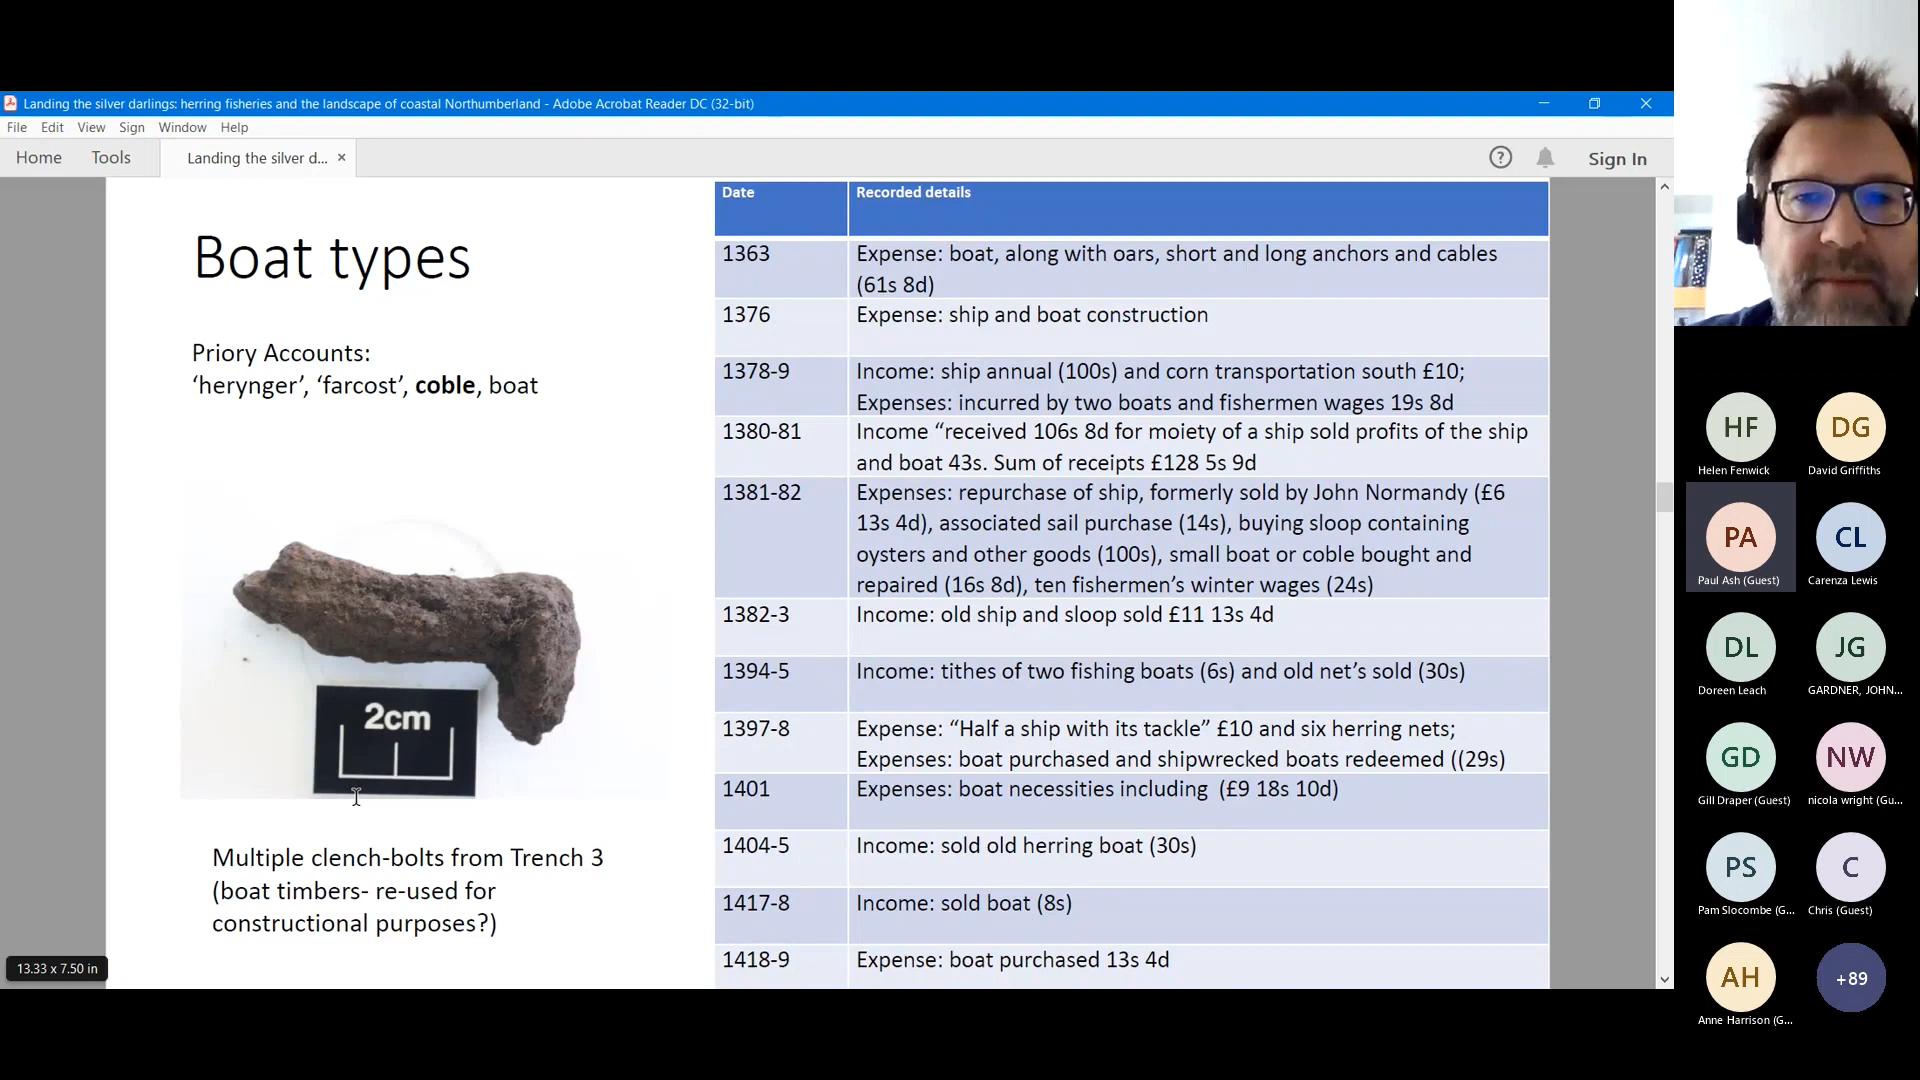 Landing the silver darlings: herring fisheries and the landscape of coastal Northumberland - Adobe Acrobat Reader DC (32-bit)
File Edit View Sign Window Help
Home Tools Landing the silver d... × ? Sign In
Boat types
Priory Accounts:
‘herynger’, ‘farcost’, coble, boat
2cm
Multiple clench-bolts from Trench 3
(boat timbers- re-used for
constructional purposes?)
13.33 x 7.50 in
Date Recorded details
1363 Expense: boat, along with oars, short and long anchors and cables
(61s 8d)
1376 Expense: ship and boat construction
1378-9 Income: ship annual (100s) and corn transportation south £10;
Expenses: incurred by two boats and fishermen wages 19s 8d
1380-81 Income “received 106s 8d for moiety of a ship sold profits of the ship
and boat 43s. Sum of receipts £128 5s 9d
1381-82 Expenses: repurchase of ship, formerly sold by John Normandy (£6
13s 4d), associated sail purchase (14s), buying sloop containing
oysters and other goods (100s), small boat or coble bought and
repaired (16s 8d), ten fishermen’s winter wages (24s)
1382-3 Income: old ship and sloop sold £11 13s 4d
1394-5 Income: tithes of two fishing boats (6s) and old net’s sold (30s)
1397-8 Expense: “Half a ship with its tackle” £10 and six herring nets;
Expenses: boat purchased and shipwrecked boats redeemed ((29s)
1401 Expenses: boat necessities including (£9 18s 10d)
1404-5 Income: sold old herring boat (30s)
1417-8 Income: sold boat (8s)
1418-9 Expense: boat purchased 13s 4d
HF DG
Helen Fenwick David Griffiths
PA CL
Paul Ash (Guest) Carenza Lewis
DL JG
Doreen Leach GARDNER, JOHN...
GD NW
Gill Draper (Guest) nicola wright (Gu...
PS C
Pam Slocombe (G... Chris (Guest)
AH +89
Anne Harrison (G...